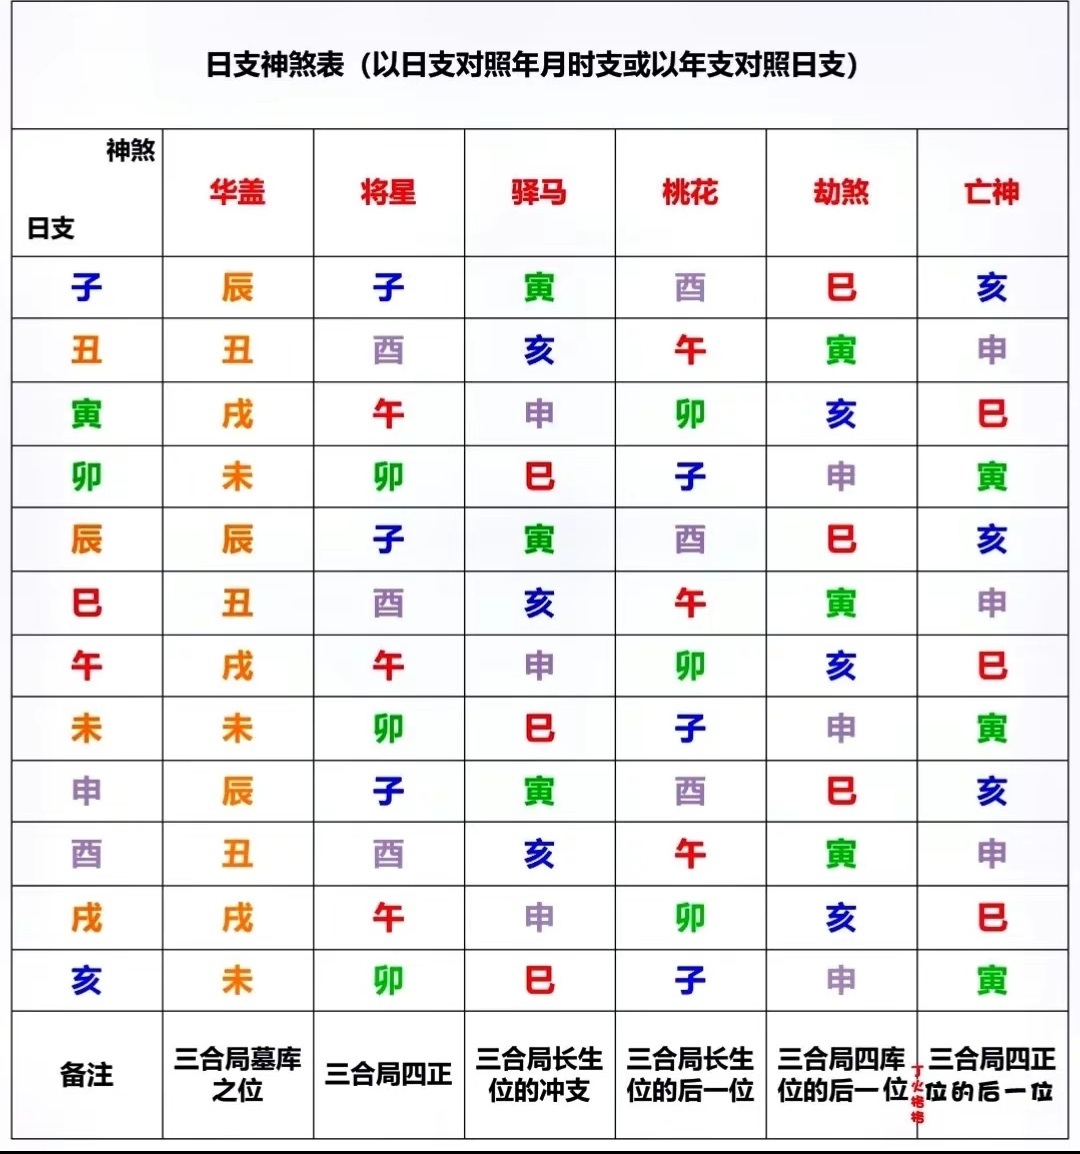 日支神煞表（以日支对照年月时支或以年支对照日支）
神煞
日支
华盖 将星 驿马 桃花 劫煞 亡神
子 辰 子 寅 酉 巳 亥
丑 丑 酉 亥 午 寅 申
寅 戌 午 申 卯 亥 巳
卯 未 卯 巳 子 申 寅
辰 辰 子 寅 酉 巳 亥
巳 丑 酉 亥 午 寅 申
午 戌 午 申 卯 亥 巳
未 未 卯 巳 子 申 寅
申 辰 子 寅 酉 巳 亥
酉 丑 酉 亥 午 寅 申
戌 戌 午 申 卯 亥 巳
亥 未 卯 巳 子 申 寅
备注
三合局墓库
之位
三合局四正
三合局长生
位的冲支
三合局长生
位的后一位
三合局四库
位的后一位
三合局四正
位的后一位
丁火格格